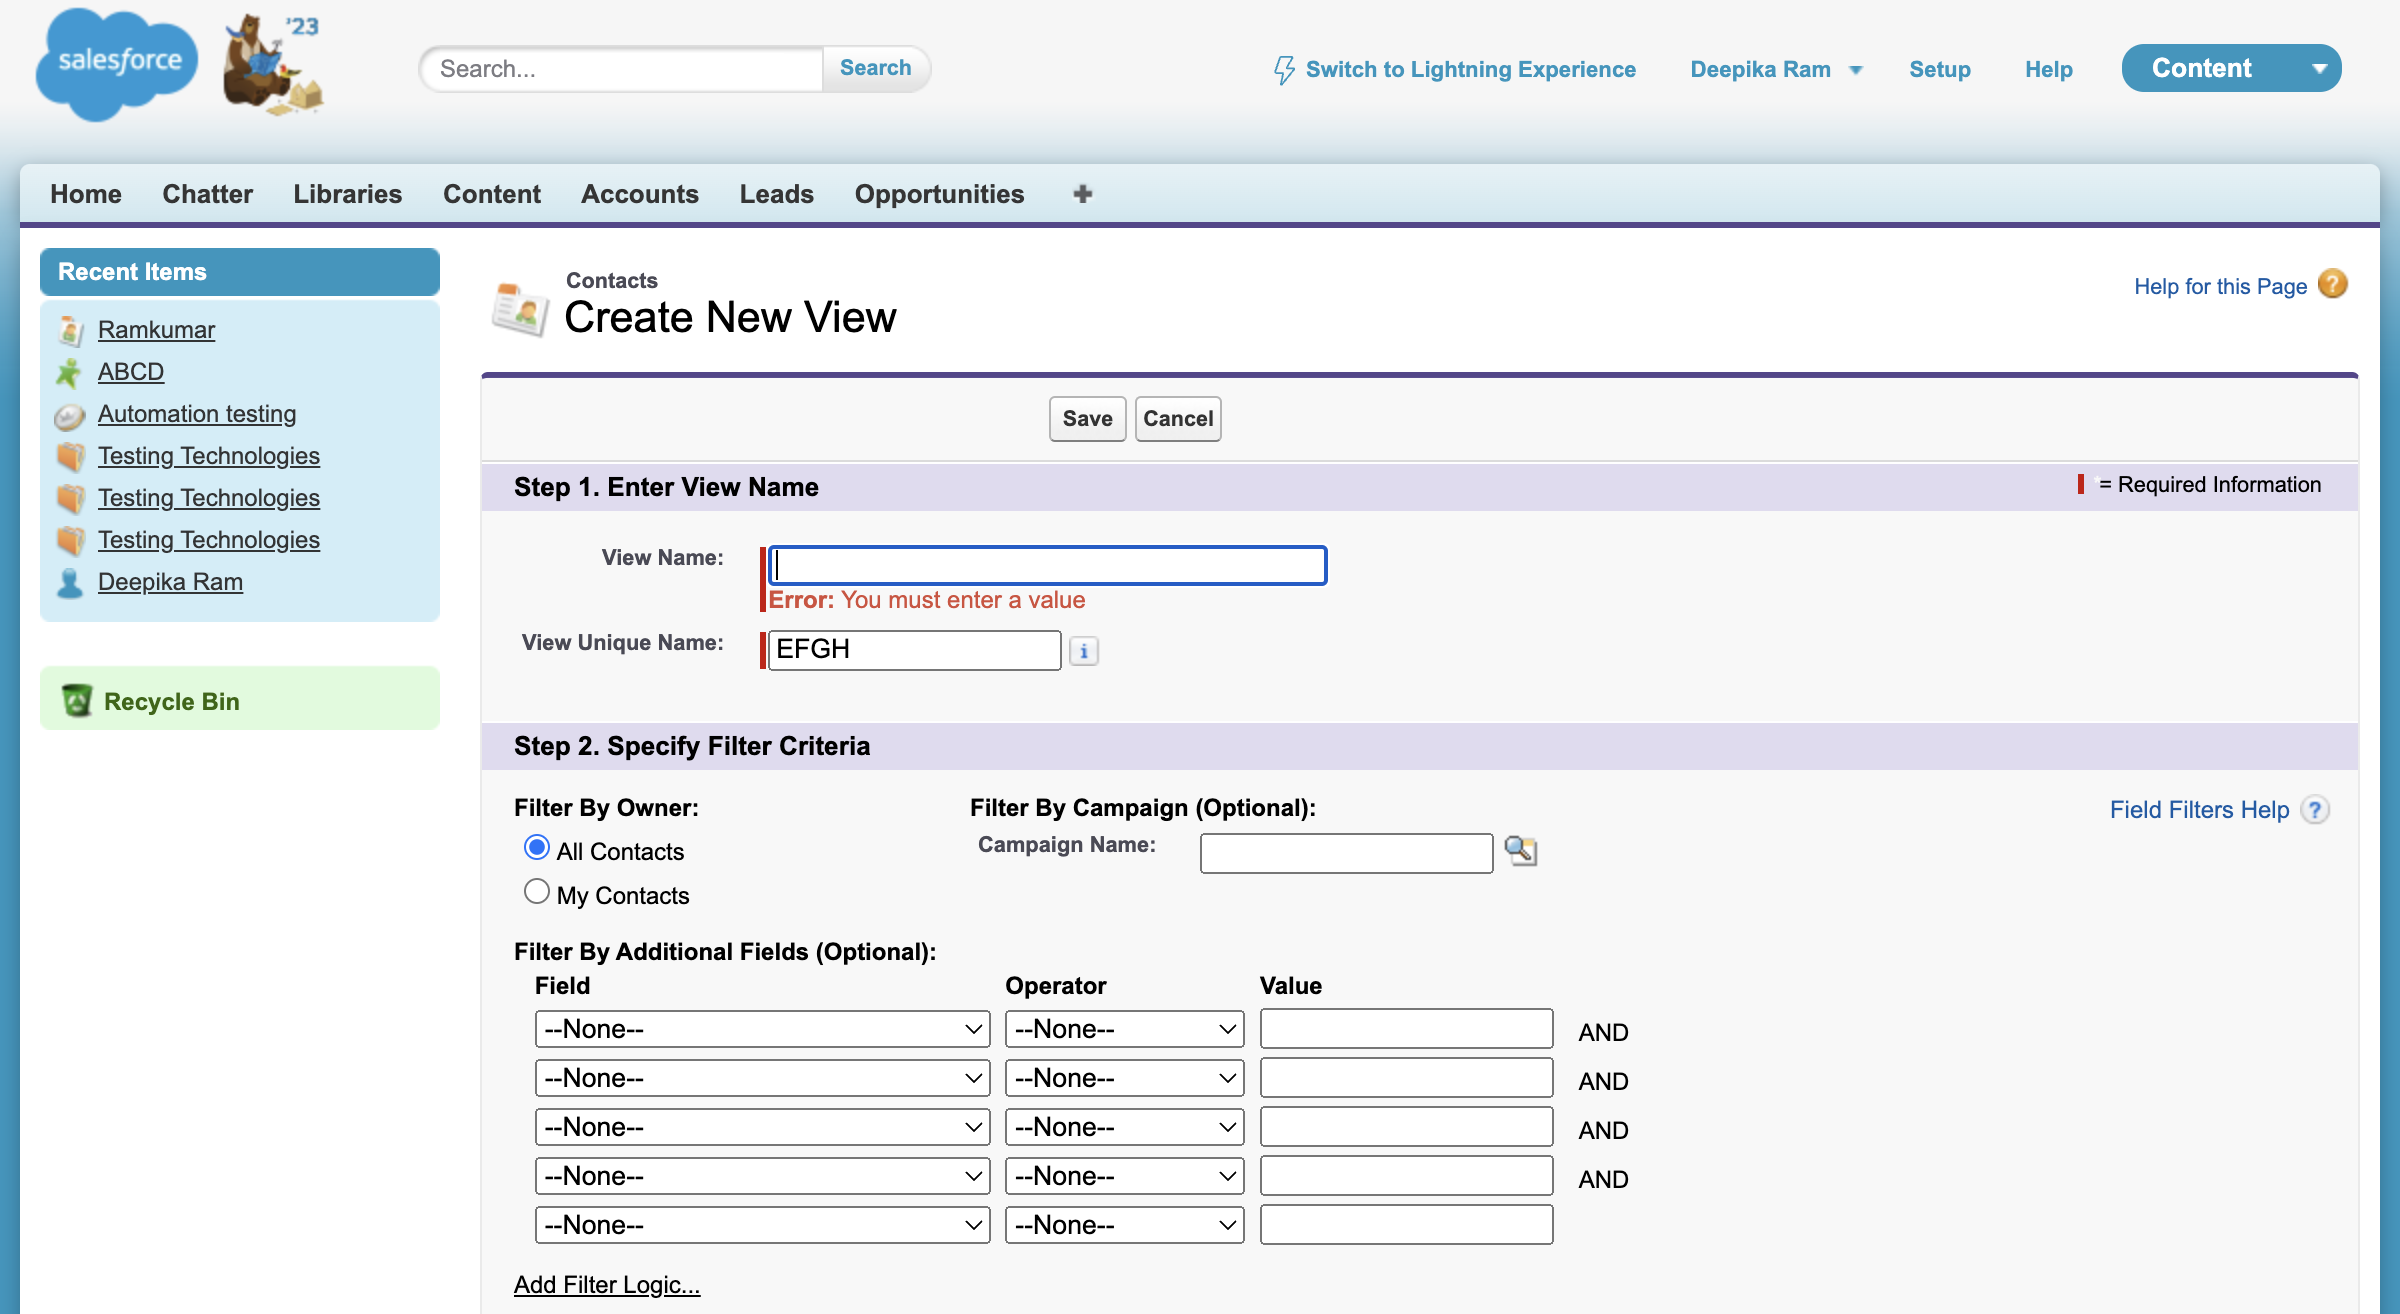 salesforce
'23
Search...
Search
Switch to Lightning Experience
Deepika Ram
Setup
Help
Content
Home
Chatter
Libraries
Content
Accounts
Leads
Opportunities
Recent Items
Ramkumar
ABCD
Automation testing
Testing Technologies
Testing Technologies
Testing Technologies
Deepika Ram
Recycle Bin
Contacts
Create New View
Help for this Page
Save
Cancel
Step 1. Enter View Name
= Required Information
View Name:
Error: You must enter a value
View Unique Name:
EFGH
Step 2. Specify Filter Criteria
Filter By Owner:
All Contacts
My Contacts
Filter By Campaign (Optional):
Campaign Name:
Field Filters Help
Filter By Additional Fields (Optional):
Field Operator Value
--None-- --None-- AND
--None-- --None-- AND
--None-- --None-- AND
--None-- --None-- AND
--None-- --None--
Add Filter Logic...